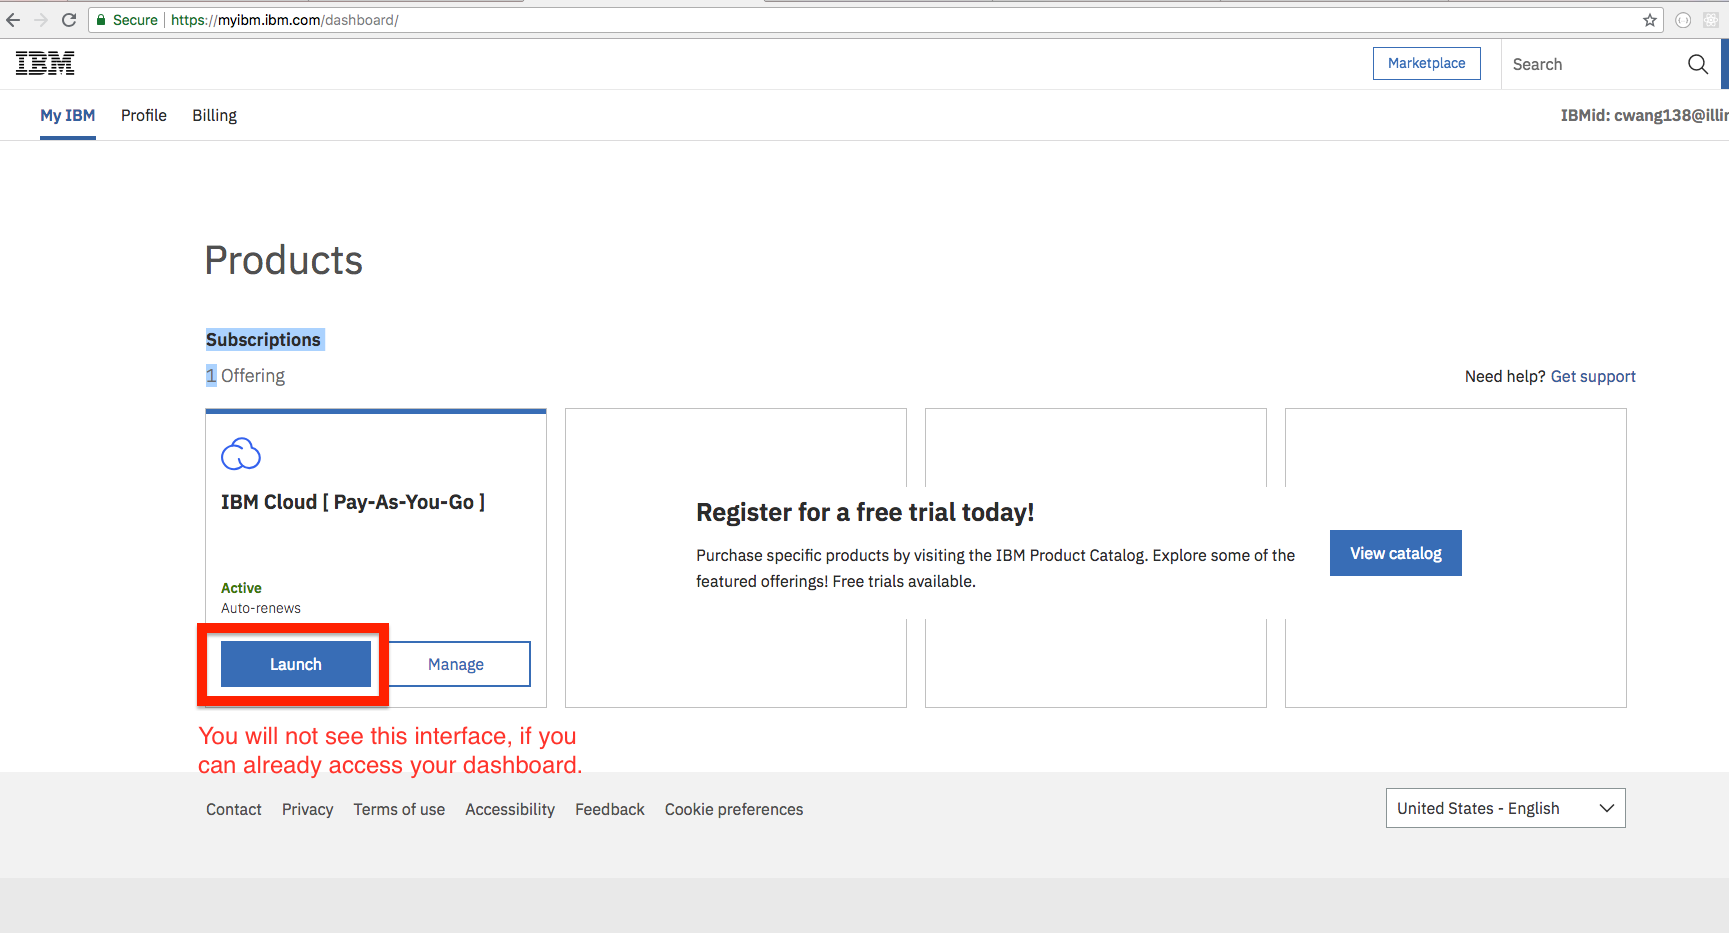 Secure https://myibm.ibm.com/dashboard/
IBM
Marketplace
Search
My IBM Profile Billing
IBMid: cwang138@illin
Products
Subscriptions
1 Offering
Need help? Get support
IBM Cloud [ Pay-As-You-Go ]
Active
Auto-renews
Launch
Manage
Register for a free trial today!
Purchase specific products by visiting the IBM Product Catalog. Explore some of the
featured offerings! Free trials available.
View catalog
You will not see this interface, if you
can already access your dashboard.
Contact Privacy Terms of use Accessibility Feedback Cookie preferences
United States - English